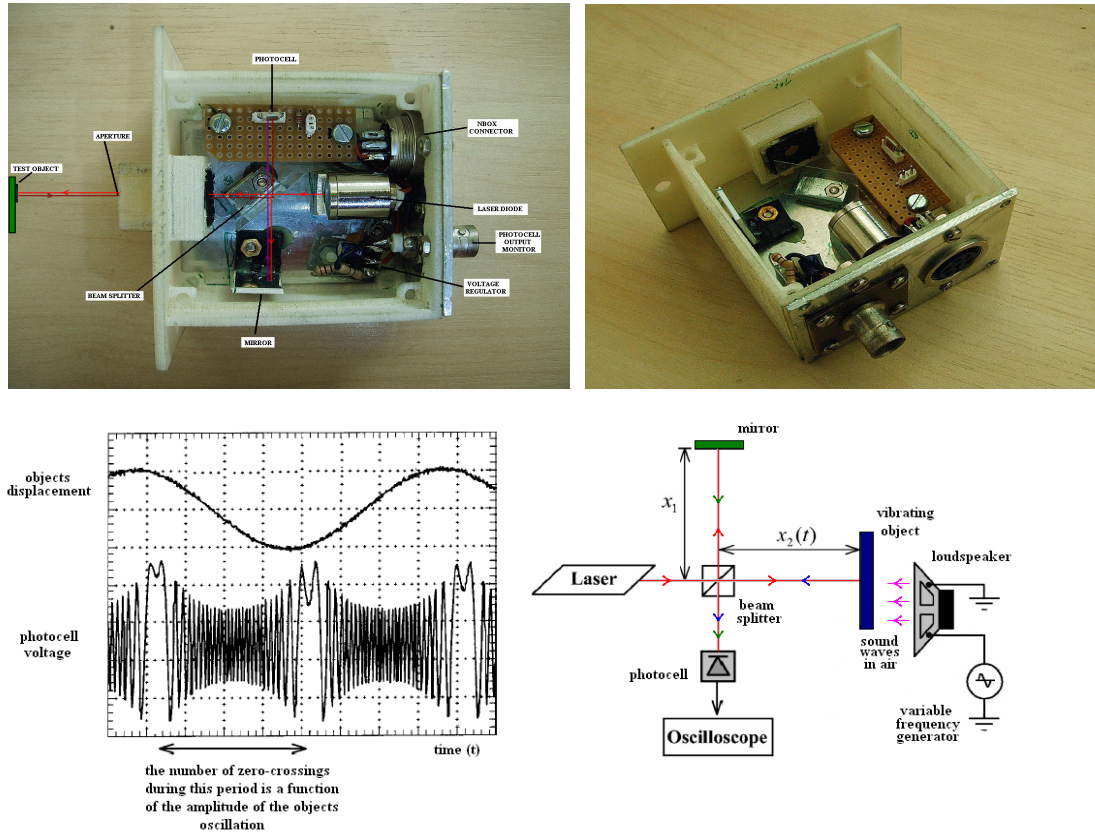 PHOTOCELL
NBOX
CONNECTOR
APERTURE
TEST OBJECT
LASER DIODE
PHOTOCELL
OUTPUT
MONITOR
BEAM SPLITTER
VOLTAGE
REGULATOR
MIRROR
objects
displacement
photocell
voltage
time (t)
the number of zero-crossings
during this period is a function
of the amplitude of the objects
oscillation
mirror
x₁
x₂(t)
vibrating
object
loudspeaker
Laser
beam
splitter
sound
waves
in air
photocell
Oscilloscope
variable
frequency
generator